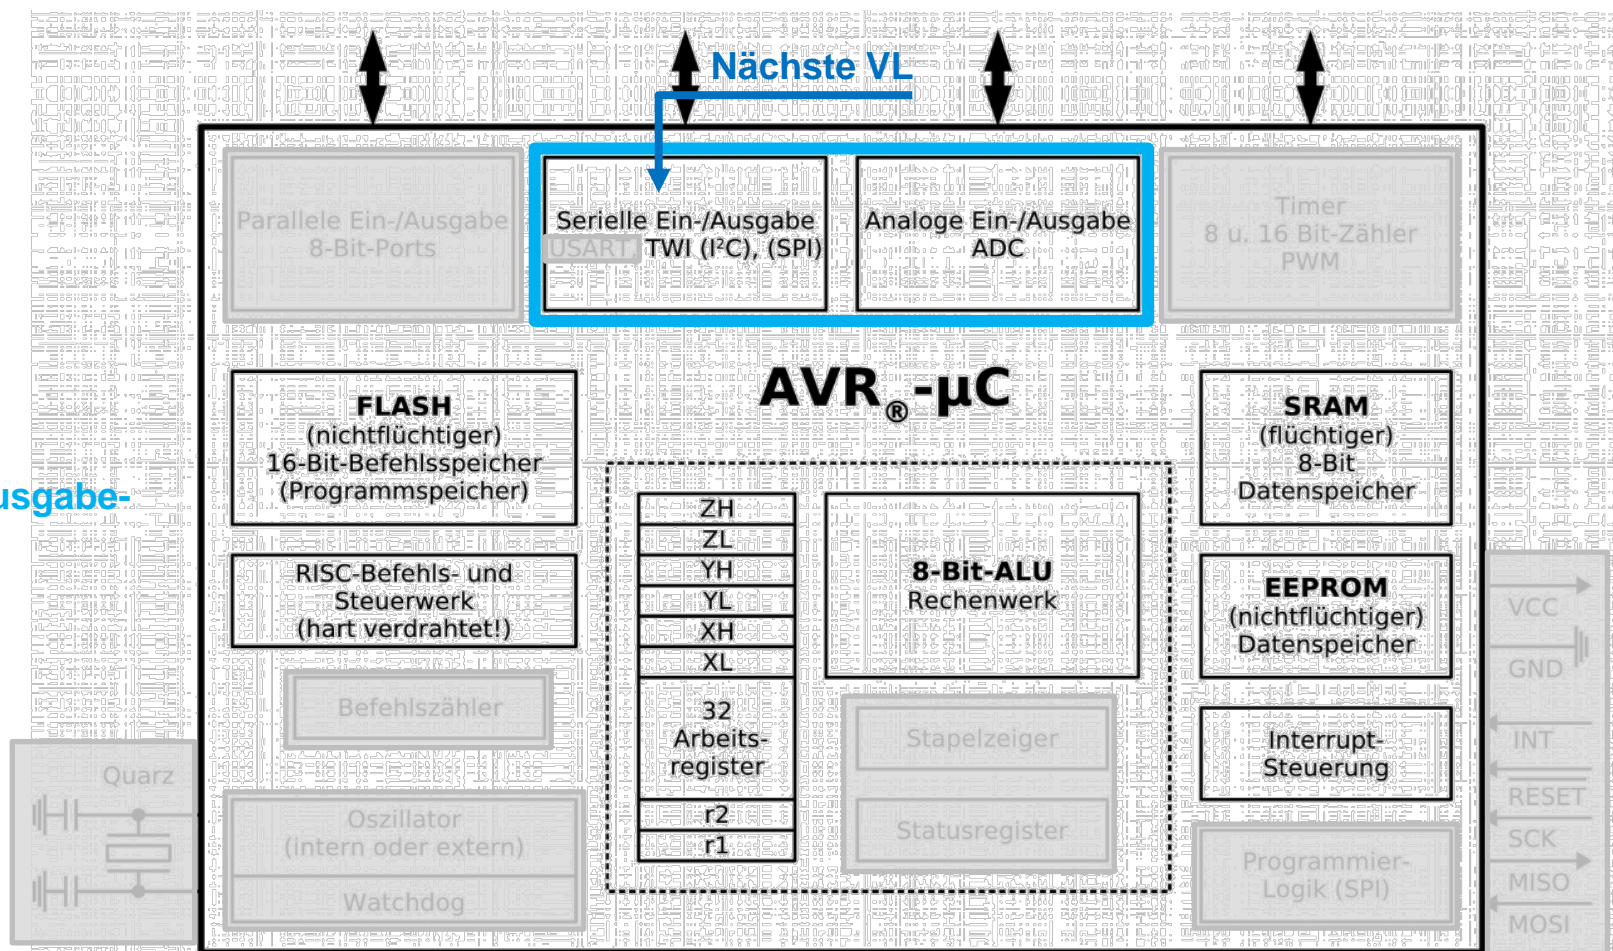 Nächste VL
Parallele Ein-/Ausgabe
8-Bit-Ports
Serielle Ein-/Ausgabe
USART, TWI (I²C), (SPI)
Analoge Ein-/Ausgabe
ADC
Timer
8 u. 16 Bit-Zähler
PWM
AVR®-µC
FLASH
(nichtflüchtiger)
16-Bit-Befehlsspeicher
(Programmspeicher)
SRAM
(flüchtiger)
8-Bit
Datenspeicher
usgabe-
ZH
ZL
YH
YL
XH
XL
32
Arbeits-
register
r2
r1
8-Bit-ALU
Rechenwerk
RISC-Befehls- und
Steuerwerk
(hart verdrahtet!)
EEPROM
(nichtflüchtiger)
Datenspeicher
Befehlszähler
Stapelzeiger
Statusregister
Interrupt-
Steuerung
Quarz
Oszillator
(intern oder extern)
Watchdog
Programmier-
Logik (SPI)
VCC
GND
INT
RESET
SCK
MISO
MOSI